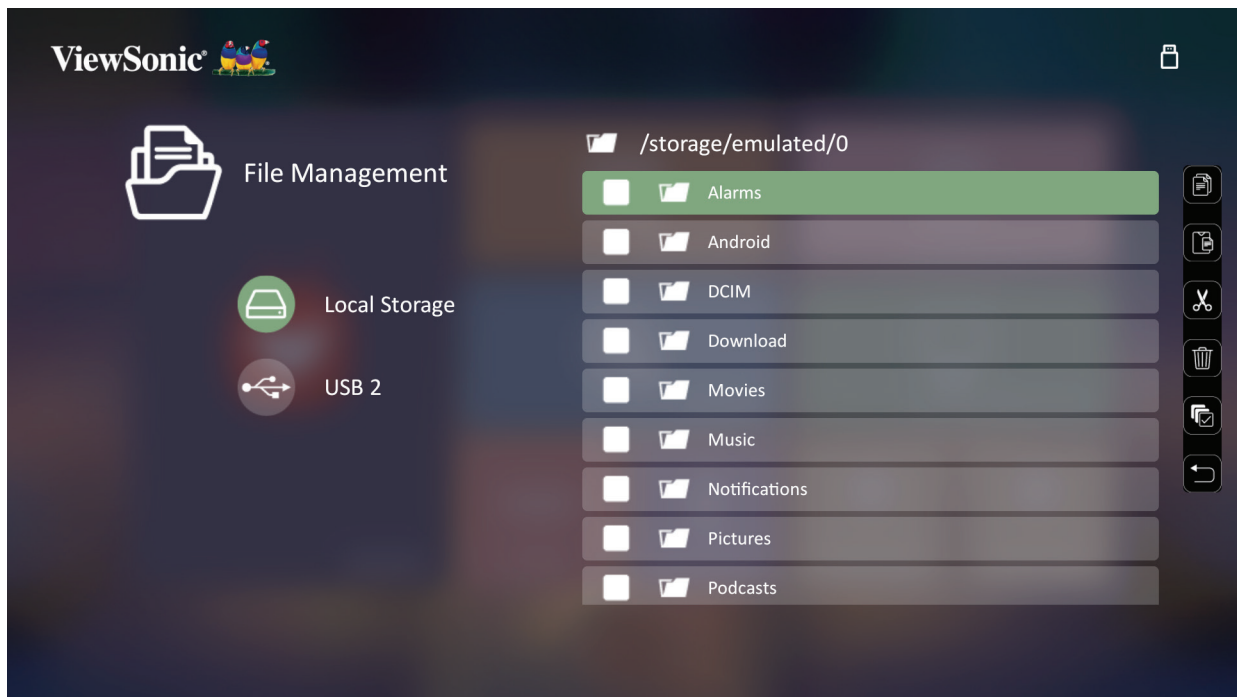 ViewSonic®
File Management
Local Storage
USB 2
/storage/emulated/0
Alarms
Android
DCIM
Download
Movies
Music
Notifications
Pictures
Podcasts